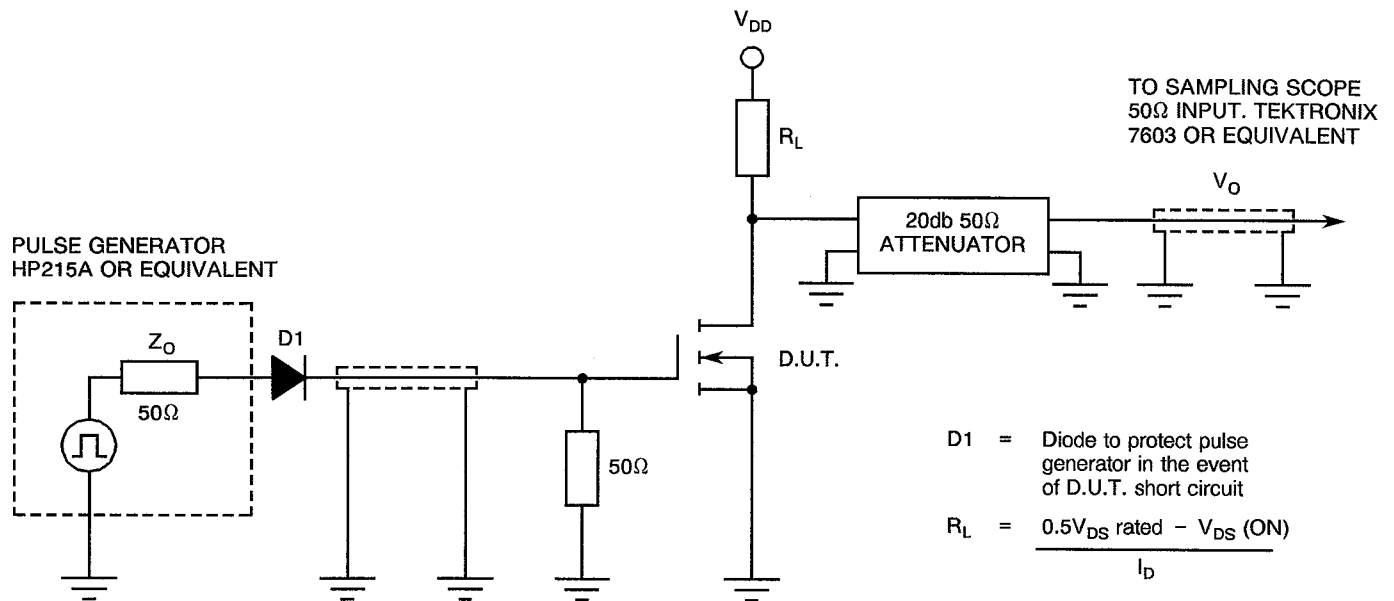 V_DD
TO SAMPLING SCOPE
50Ω INPUT. TEKTRONIX
7603 OR EQUIVALENT
R_L
V_O
20db 50Ω
ATTENUATOR
PULSE GENERATOR
HP215A OR EQUIVALENT
Z_O
D1
50Ω
D.U.T.
50Ω
D1 = Diode to protect pulse
generator in the event
of D.U.T. short circuit
R_L = 0.5V_DS rated – V_DS (ON)
I_D